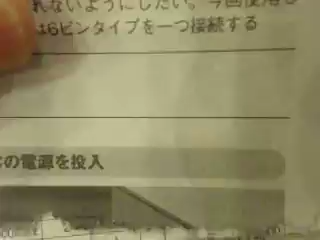 れないようにしたい。今回使用し
は6ピンタイプを一つ接続する
の電源を投入